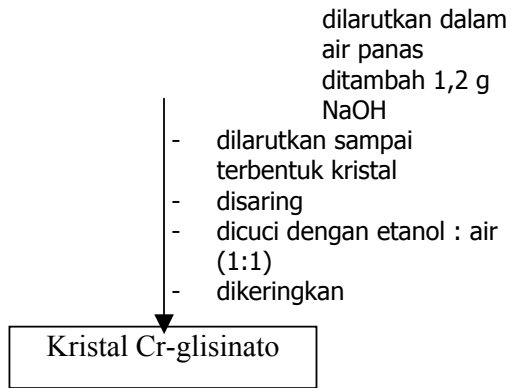 dilarutkan dalam
air panas
ditambah 1,2 g
NaOH
- dilarutkan sampai
terbentuk kristal
- disaring
- dicuci dengan etanol : air
(1:1)
- dikeringkan
Kristal Cr-glisinato